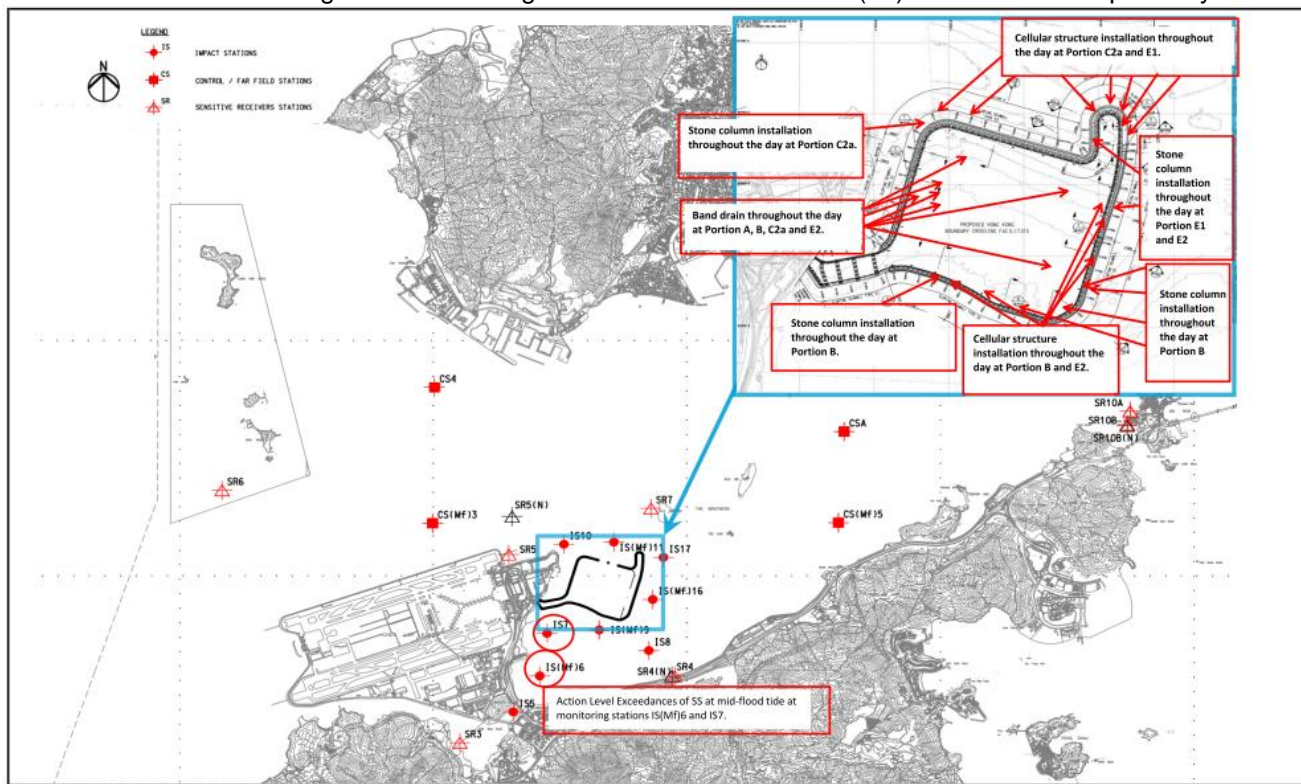 LEGEND
IS
IMPACT STATIONS
CS
CONTROL / FAR FIELD STATIONS
SR
SENSITIVE RECEIVERS STATIONS
N
Cellular structure installation throughout
the day at Portion C2a and E1.
Stone column installation
throughout the day at Portion C2a.
Stone
column
installation
throughout
the day at
Portion E1
and E2
Band drain throughout the day
at Portion A, B, C2a and E2.
PROPOSED HONG KONG
BOUNDARY CROSSING FACILITIES
Stone column installation
throughout the day at
Portion B.
Cellular structure
installation throughout the
day at Portion B and E2.
Stone column
installation
throughout
the day at
Portion B
CS4
CSA
SR10A
SR10B
SR10B(N)
SR6
CS(Mf)3
SR5(N)
SR7
CS(Mf)5
SR5
IS10
IS(Mf)11
IS17
IS(Mf)16
IS7
IS(Mf)9
IS8
IS(Mf)6
SR4(N)
SR4
Action Level Exceedances of SS at mid-flood tide at
monitoring stations IS(Mf)6 and IS7.
IS5
SR3